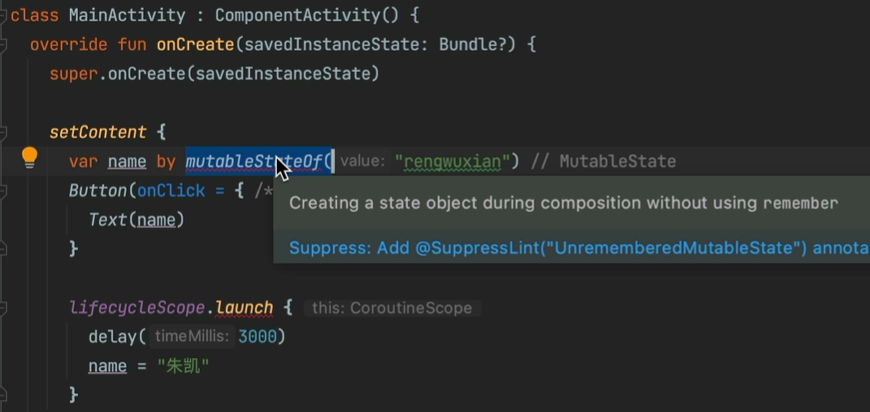 class MainActivity : ComponentActivity() {
override fun onCreate(savedInstanceState: Bundle?) {
super.onCreate(savedInstanceState)
setContent {
var name by mutableStateOf( value: "rengwuxian") // MutableState
Button(onClick = { /*
Creating a state object during composition without using remember
Text(name)
Suppress: Add @SuppressLint("UnrememberedMutableState") annota
}
lifecycleScope.launch { this: CoroutineScope
delay( timeMillis: 3000)
name = "朱凯"
}